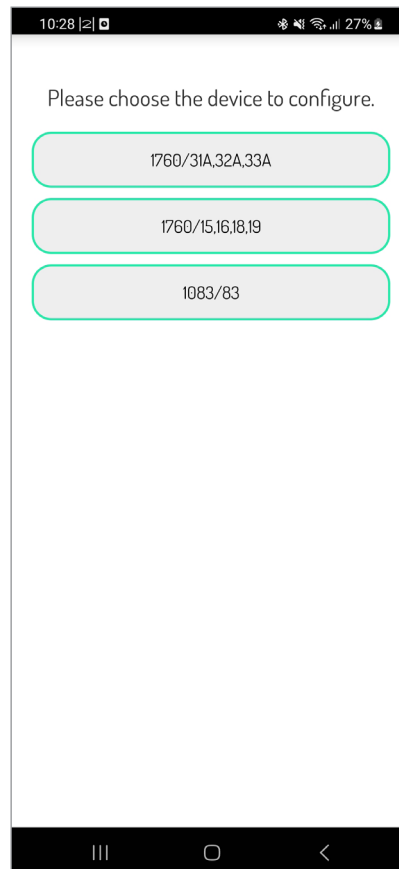 10:28 |2| 27%
Please choose the device to configure.
1760/31A,32A,33A
1760/15,16,18,19
1083/83